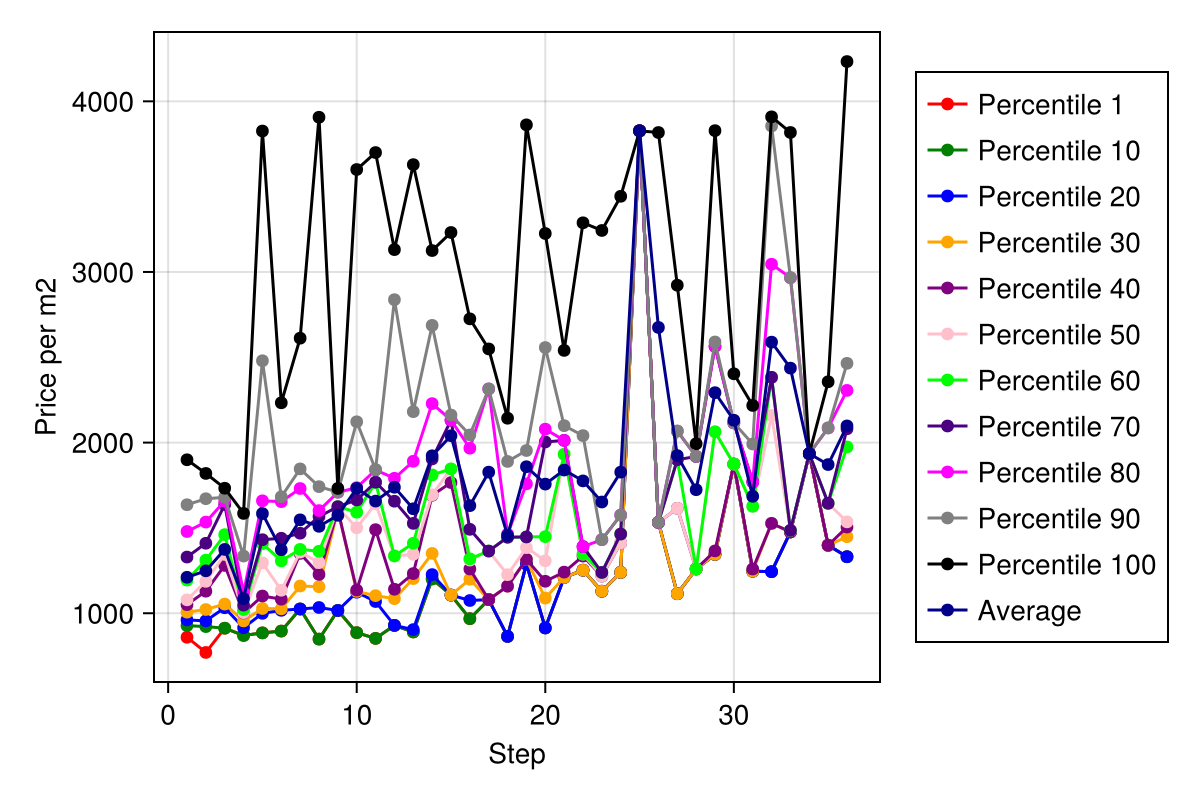 4000
3000
2000
1000
Price per m2
0 10 20 30
Step
Percentile 1
Percentile 10
Percentile 20
Percentile 30
Percentile 40
Percentile 50
Percentile 60
Percentile 70
Percentile 80
Percentile 90
Percentile 100
Average